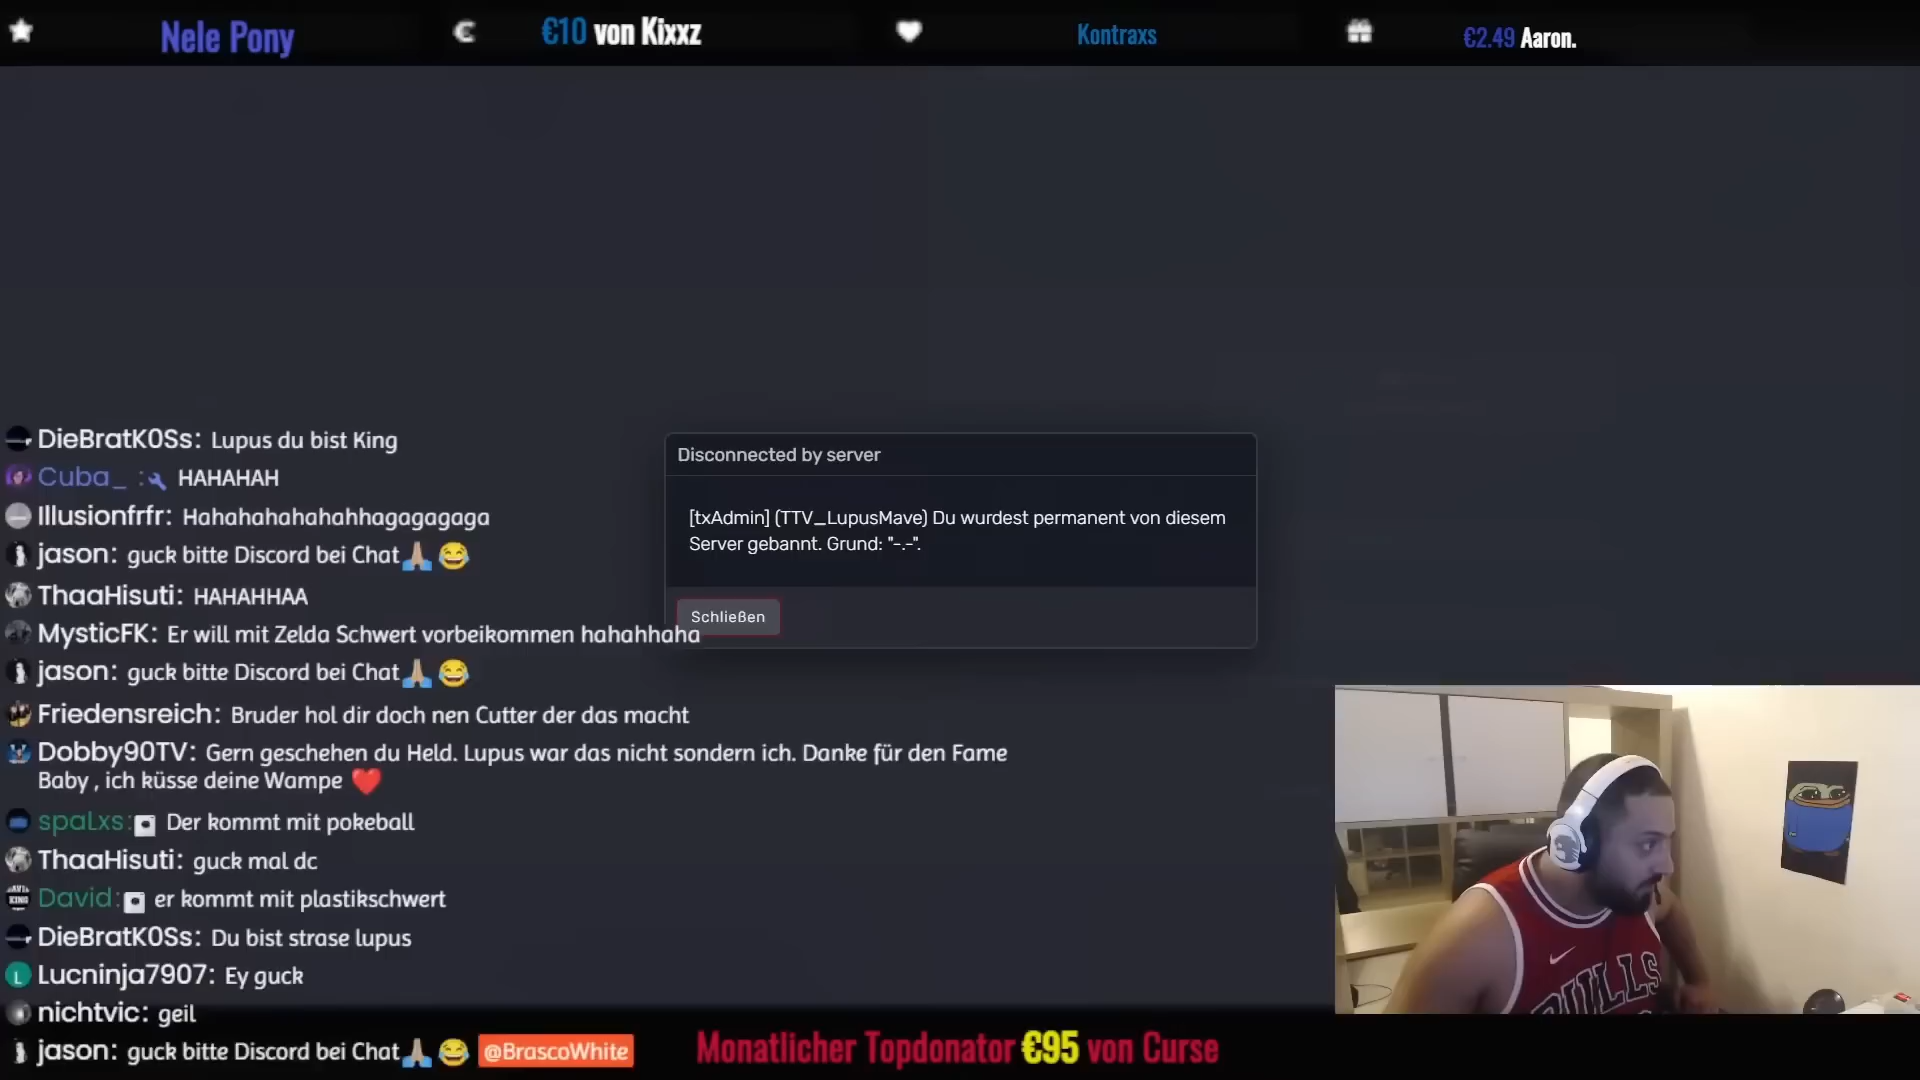 Nele Pony
€10 von Kixxz
Kontraxs
€2.49 Aaron.
DieBratK0Ss: Lupus du bist King
Cuba_ : HAHAHAH
Illusionfrfr: Hahahahahahahhagagagaga
jason: guck bitte Discord bei Chat🙏🏼 😂
ThaaHisuti: HAHAHHAA
MysticFK: Er will mit Zelda Schwert vorbeikommen hahahhaha
jason: guck bitte Discord bei Chat🙏🏼 😂
Friedensreich: Bruder hol dir doch nen Cutter der das macht
Dobby90TV: Gern geschehen du Held. Lupus war das nicht sondern ich. Danke für den Fame
Baby , ich küsse deine Wampe ❤️
spaLxs: Der kommt mit pokeball
ThaaHisuti: guck mal dc
David: er kommt mit plastikschwert
DieBratK0Ss: Du bist strase lupus
L Lucninja7907: Ey guck
nichtvic: geil
jason: guck bitte Discord bei Chat🙏🏼 😂 @BrascoWhite
Disconnected by server
[txAdmin] (TTV_LupusMave) Du wurdest permanent von diesem
Server gebannt. Grund: "-.-".
Schließen
BULLS
Monatlicher Topdonator €95 von Curse